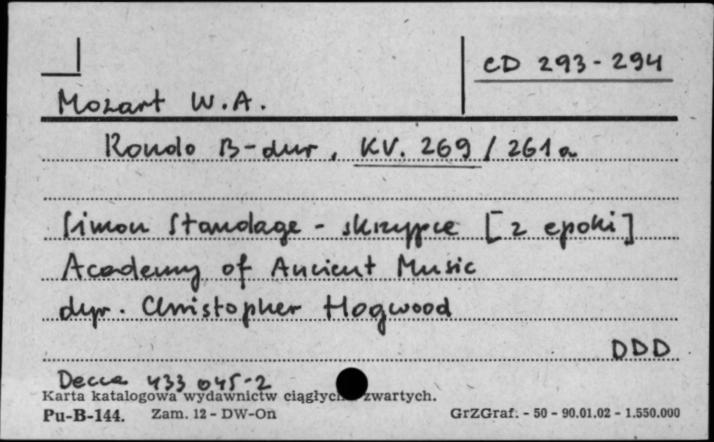 CD 293-294
Mozart W.A.
Rondo B-dur, KV. 269 / 261a
Simon Standage - skrzypce [z epoki]
Academy of Ancient Music
dyr. Christopher Hogwood
DDD
Decca 433 045-2
Karta katalogowa wydawnictw ciągłych zwartych.
Pu-B-144. Zam. 12 - DW-On GrZGraf. - 50 - 90.01.02 - 1.550.000